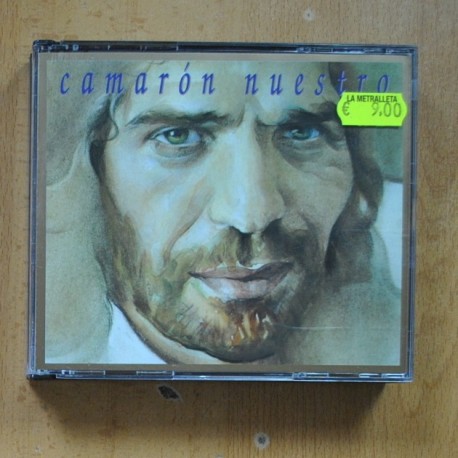 camarón nuestro
LA METRALLETA
€ 9.00